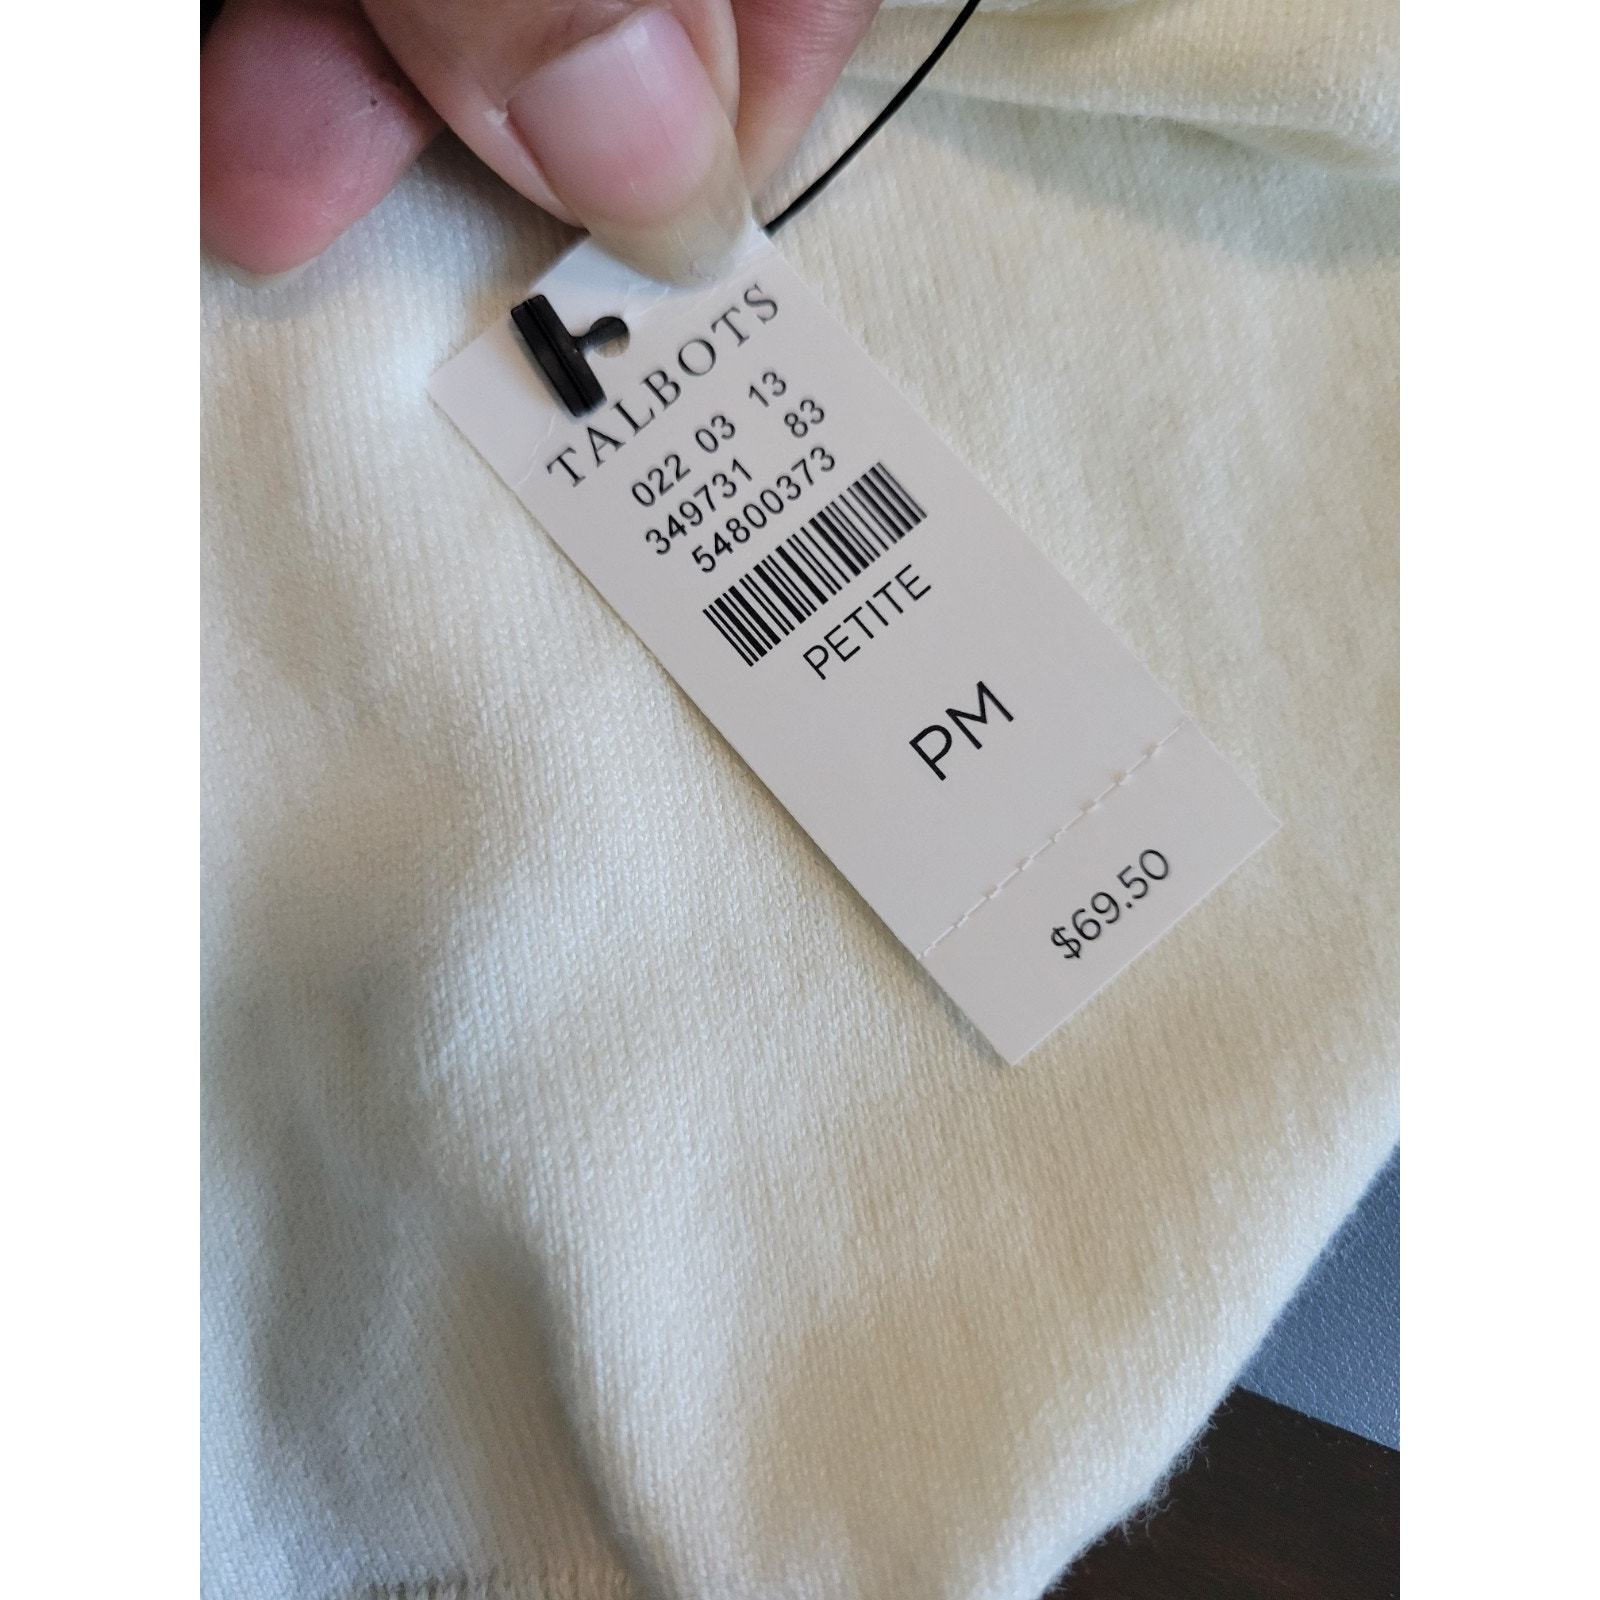 TALBOTS
022 03 13
349731 83
54800373
PETITE
PM
$69.50